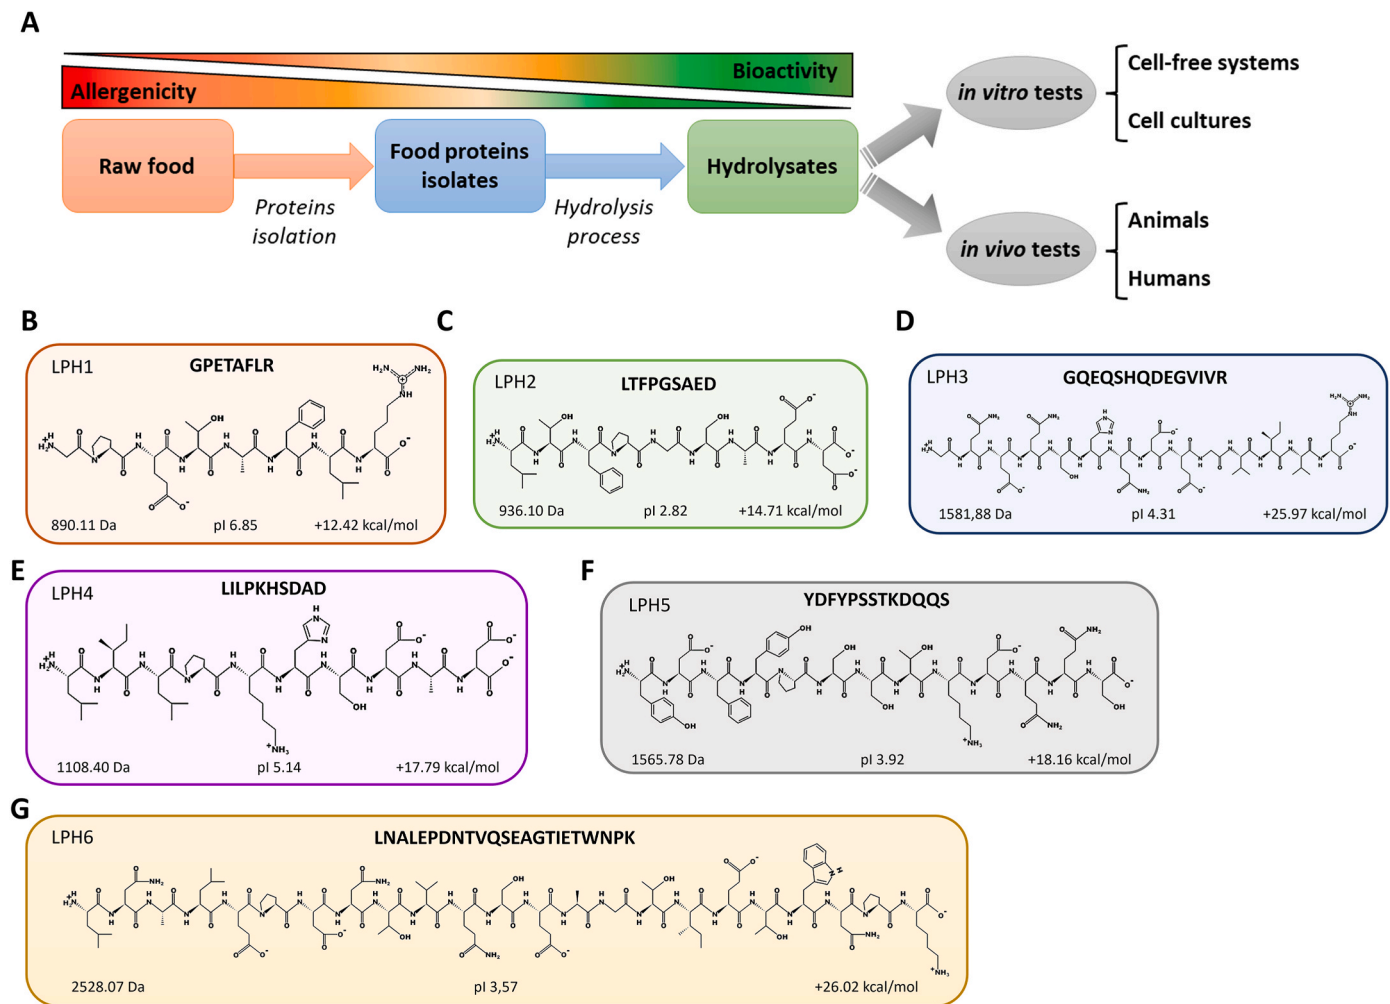 A
Allergenicity
Bioactivity
Raw food
Proteins
isolation
Food proteins
isolates
Hydrolysis
process
Hydrolysates
in vitro tests
Cell-free systems
Cell cultures
in vivo tests
Animals
Humans
B
LPH1
GPETAFLR
890.11 Da
pI 6.85
+12.42 kcal/mol
C
LPH2
LTFPGSAED
936.10 Da
pI 2.82
+14.71 kcal/mol
D
LPH3
GQEQSHQDEGVIVR
1581,88 Da
pI 4.31
+25.97 kcal/mol
E
LPH4
LILPKHSDAD
1108.40 Da
pI 5.14
+17.79 kcal/mol
F
LPH5
YDFYPSSTKDQQS
1565.78 Da
pI 3.92
+18.16 kcal/mol
G
LPH6
LNALEPDNTVQSEAGTIETWNPK
2528.07 Da
pI 3,57
+26.02 kcal/mol